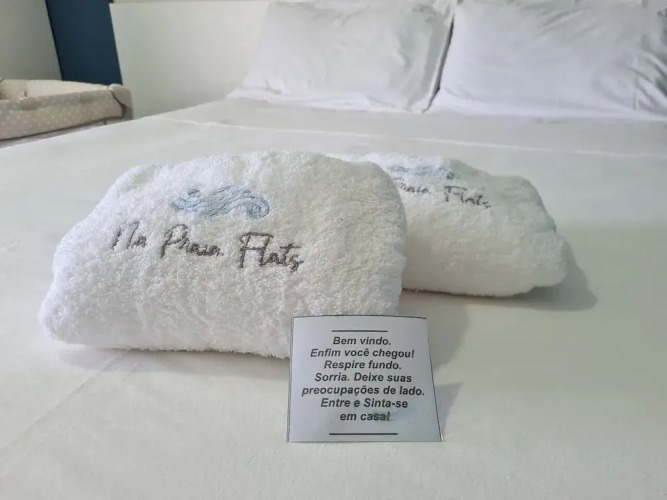 Na Praia Flats
Praia Flats
Bem vindo.
Enfim você chegou!
Respire fundo.
Sorria. Deixe suas
preocupações de lado.
Entre e Sinta-se
em casa!